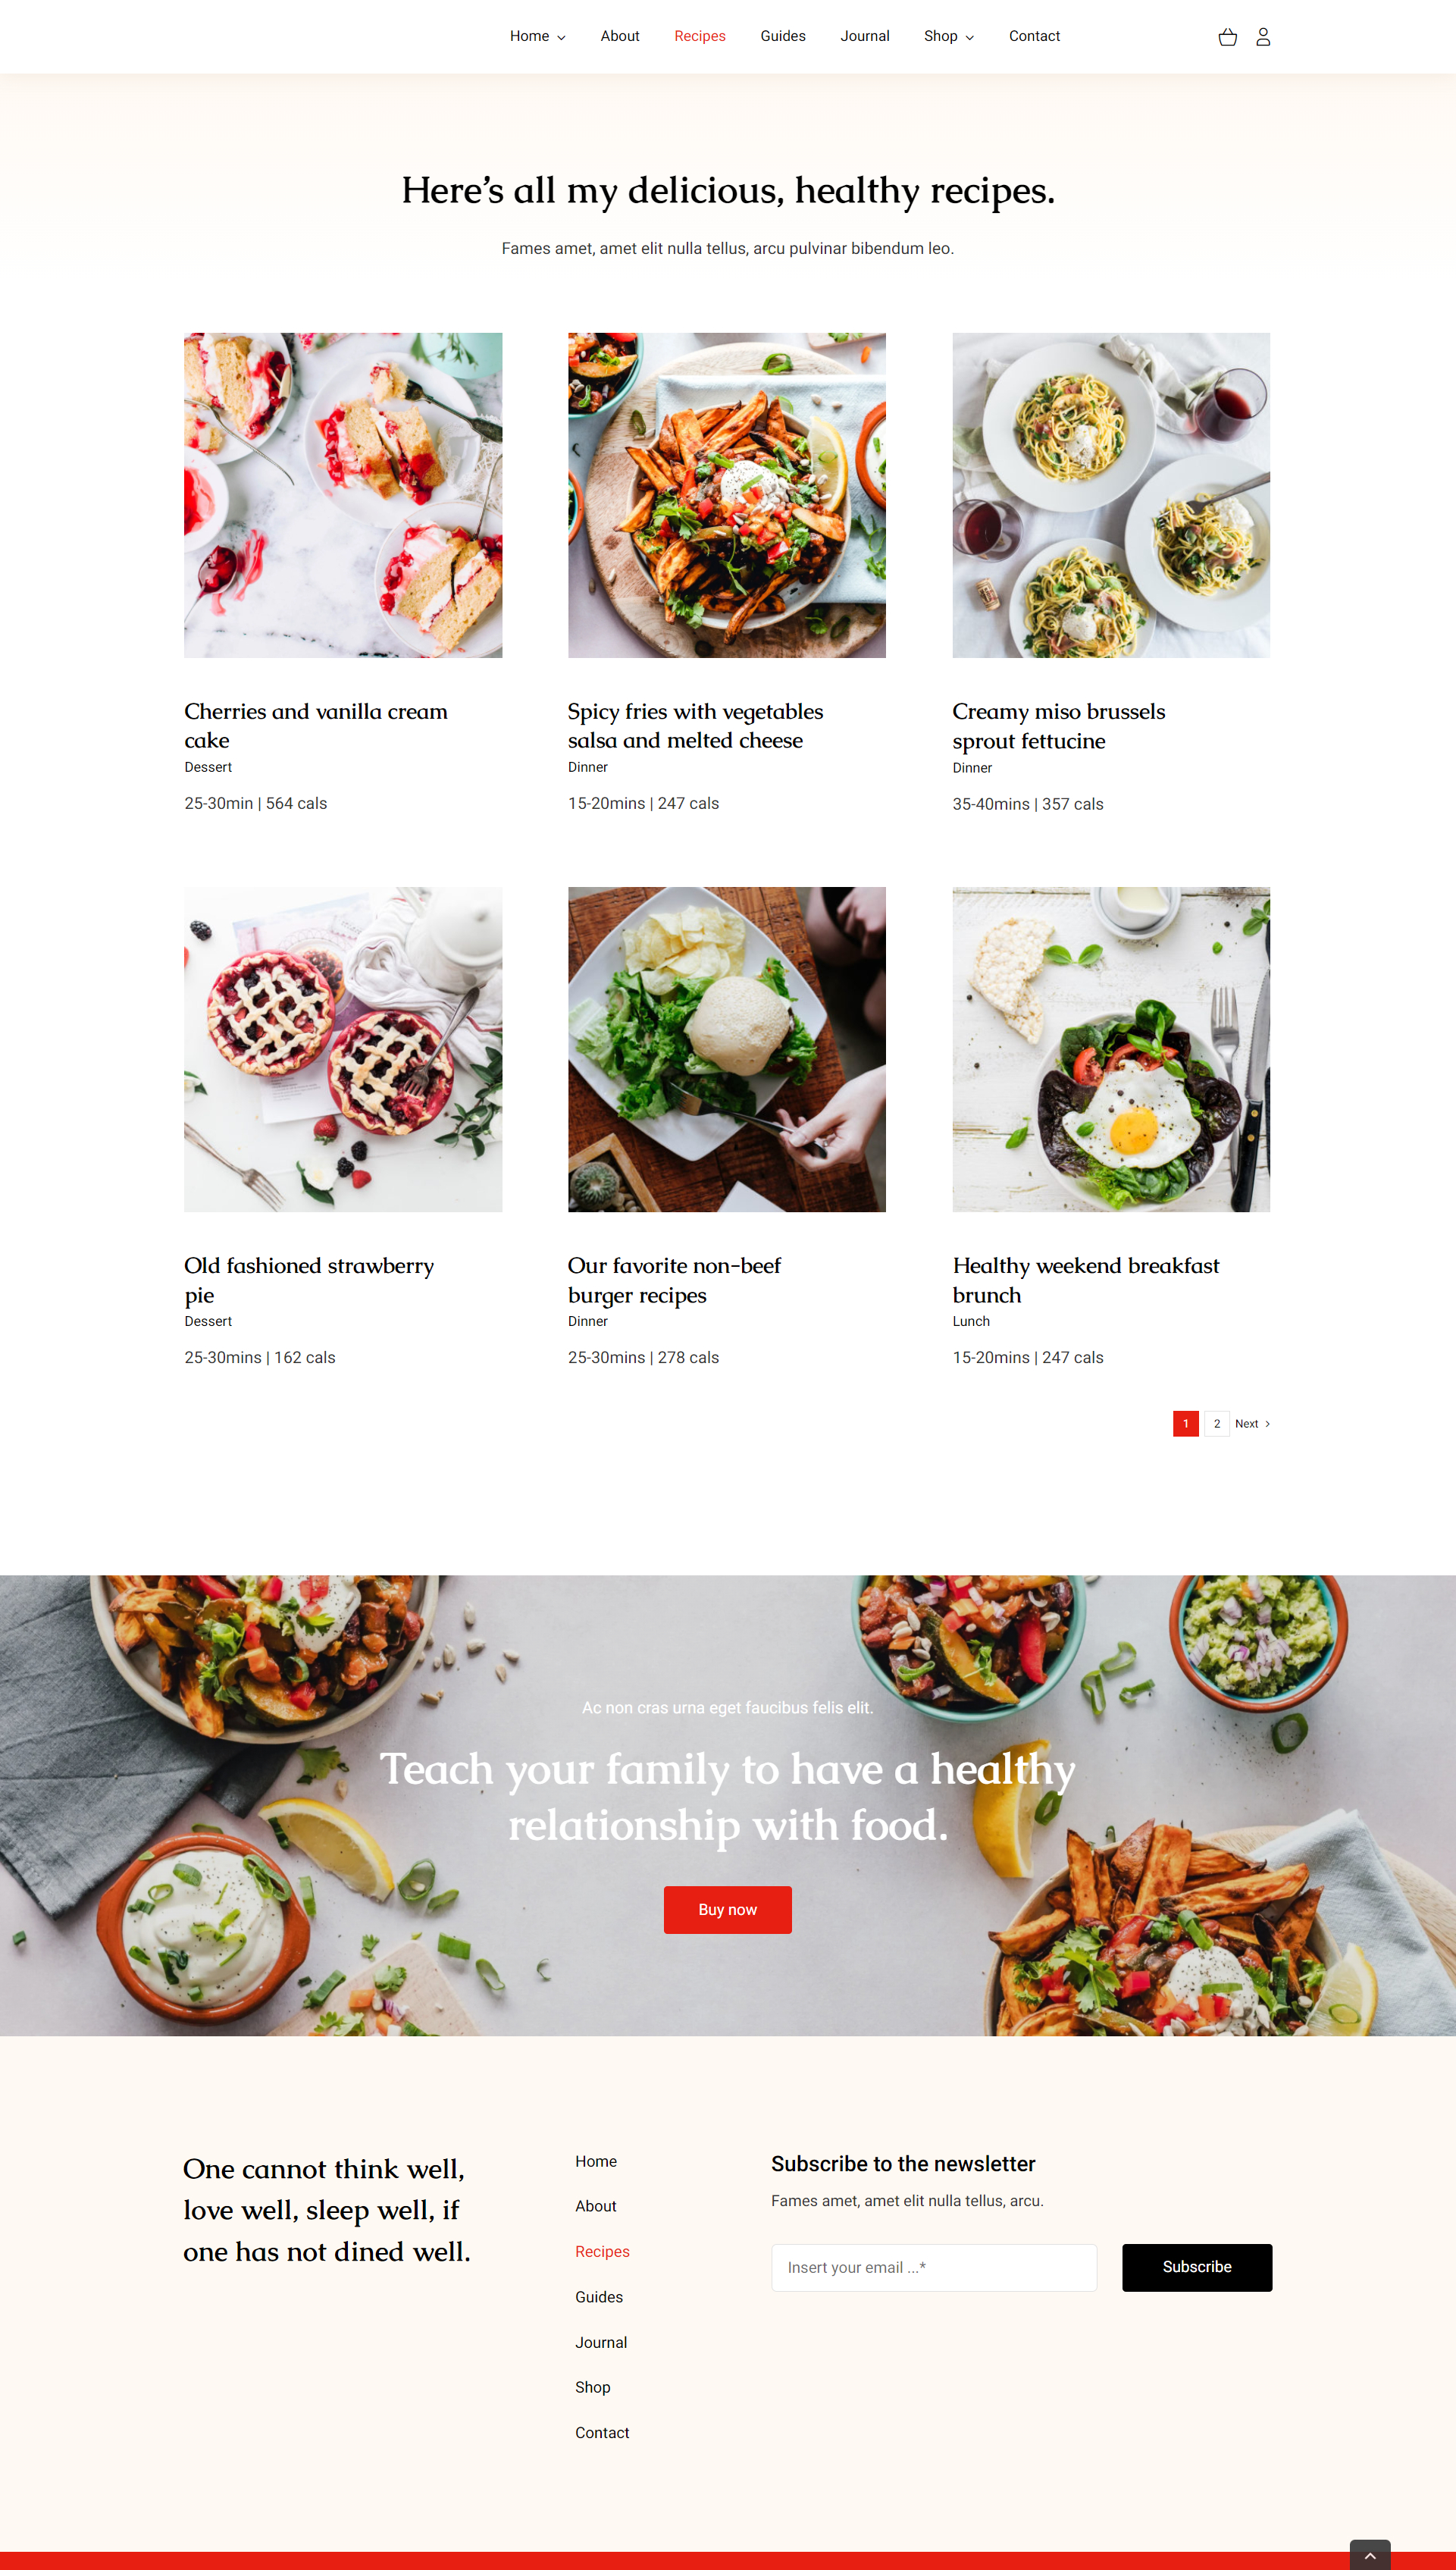 Home About Recipes Guides Journal Shop Contact
Here’s all my delicious, healthy recipes.
Fames amet, amet elit nulla tellus, arcu pulvinar bibendum leo.
Cherries and vanilla cream
cake
Dessert
25-30min | 564 cals
Spicy fries with vegetables
salsa and melted cheese
Dinner
15-20mins | 247 cals
Creamy miso brussels
sprout fettucine
Dinner
35-40mins | 357 cals
Old fashioned strawberry
pie
Dessert
25-30mins | 162 cals
Our favorite non-beef
burger recipes
Dinner
25-30mins | 278 cals
Healthy weekend breakfast
brunch
Lunch
15-20mins | 247 cals
1 2 Next
Ac non cras urna eget faucibus felis elit.
Teach your family to have a healthy
relationship with food.
Buy now
One cannot think well,
love well, sleep well, if
one has not dined well.
Home
About
Recipes
Guides
Journal
Shop
Contact
Subscribe to the newsletter
Fames amet, amet elit nulla tellus, arcu.
Insert your email ...*
Subscribe